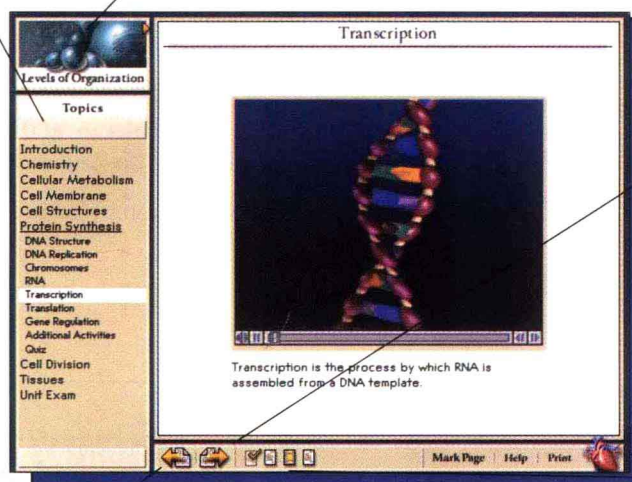 Transcription
Levels of Organization
Topics
Introduction
Chemistry
Cellular Metabolism
Cell Membrane
Cell Structures
Protein Synthesis
DNA Structure
DNA Replication
Chromosomes
RNA
Transcription
Translation
Gene Regulation
Additional Activities
Quiz
Cell Division
Tissues
Unit Exam
Transcription is the process by which RNA is
assembled from a DNA template.
Mark Page Help Print